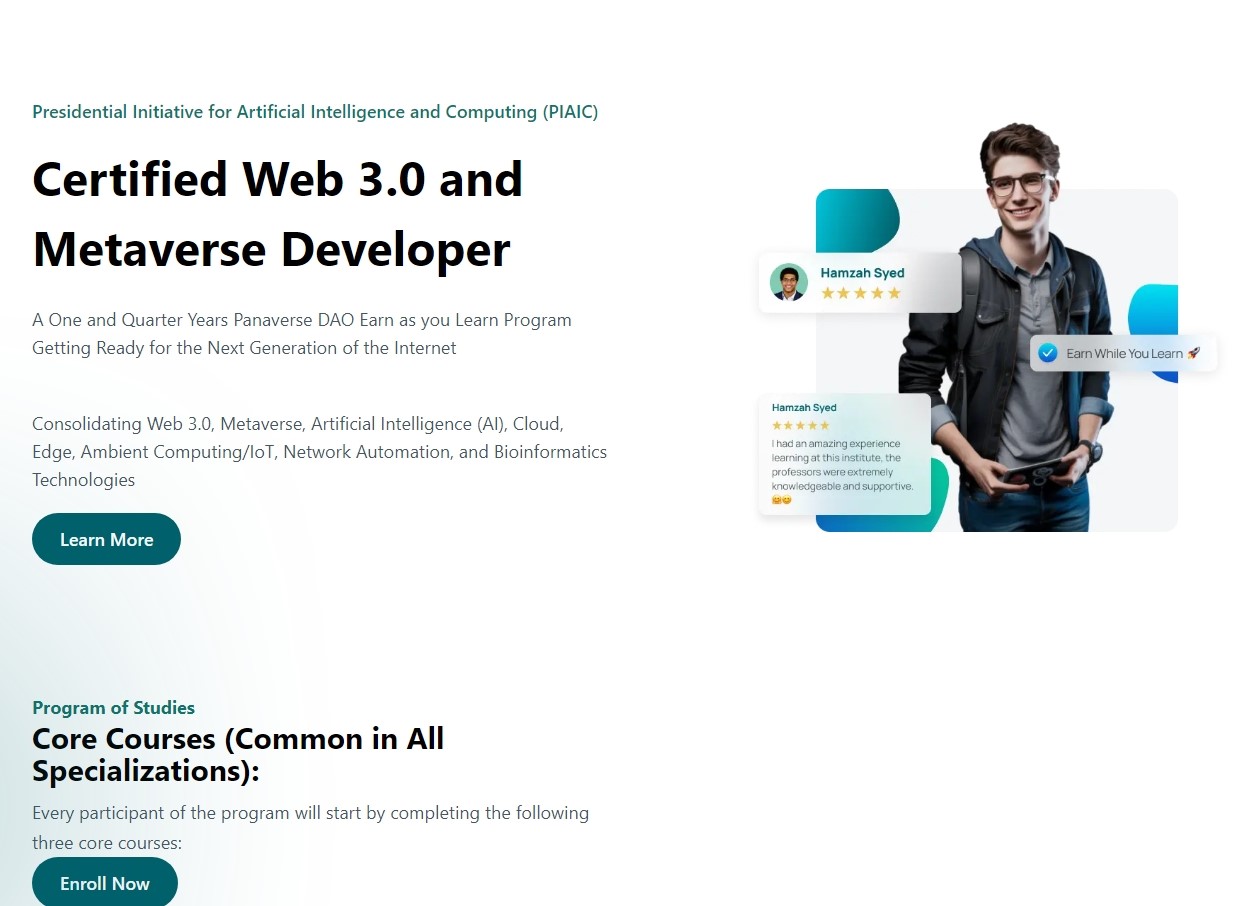 Presidential Initiative for Artificial Intelligence and Computing (PIAIC)
Certified Web 3.0 and
Metaverse Developer
A One and Quarter Years Panaverse DAO Earn as you Learn Program
Getting Ready for the Next Generation of the Internet
Consolidating Web 3.0, Metaverse, Artificial Intelligence (AI), Cloud,
Edge, Ambient Computing/IoT, Network Automation, and Bioinformatics
Technologies
Learn More
Hamzah Syed
Earn While You Learn 🚀
Hamzah Syed
I had an amazing experience
learning at this institute, the
professors were extremely
knowledgeable and supportive.
😊😊
Program of Studies
Core Courses (Common in All
Specializations):
Every participant of the program will start by completing the following
three core courses:
Enroll Now